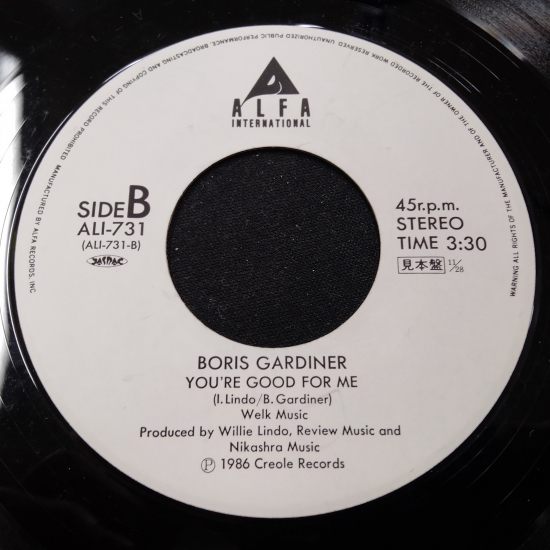 ALFA
INTERNATIONAL
SIDE B
ALI-731
(ALI-731-B)
JASRAC
45r.p.m.
STEREO
TIME 3:30
見本盤 11/28
BORIS GARDINER
YOU'RE GOOD FOR ME
(I. Lindo/B. Gardiner)
Welk Music
Produced by Willie Lindo, Review Music and
Nikashra Music
Ⓟ 1986 Creole Records
MANUFACTURED BY ALFA RECORDS, INC.
WARNING ALL RIGHTS OF THE MANUFACTURER AND OF THE OWNER OF THE RECORDED WORK RESERVED. UNAUTHORIZED PUBLIC PERFORMANCE, BROADCASTING AND COPYING OF THIS RECORD PROHIBITED